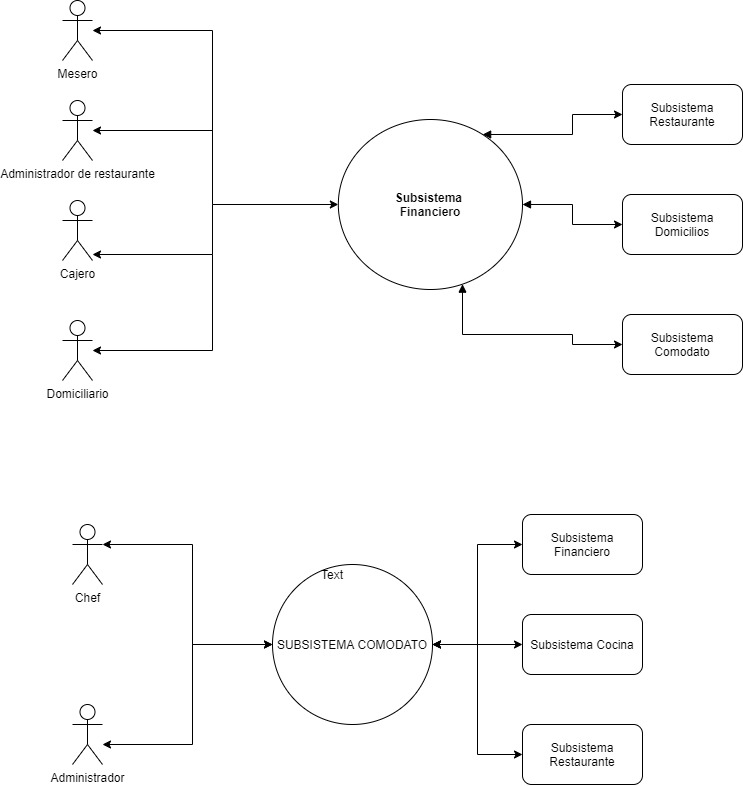 Mesero
Administrador de restaurante
Cajero
Domiciliario
Subsistema
Financiero
Subsistema
Restaurante
Subsistema
Domicilios
Subsistema
Comodato
Chef
Administrador
Text
SUBSISTEMA COMODATO
Subsistema
Financiero
Subsistema Cocina
Subsistema
Restaurante